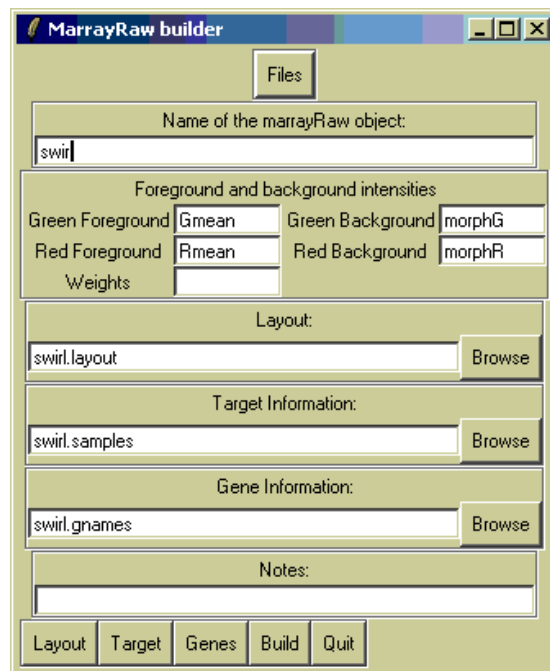 MarrayRaw builder
Files
Name of the marrayRaw object:
swir
Foreground and background intensities
Green Foreground Gmean Green Background morphG
Red Foreground Rmean Red Background morphR
Weights
Layout:
swirl.layout Browse
Target Information:
swirl.samples Browse
Gene Information:
swirl.gnames Browse
Notes:
Layout Target Genes Build Quit